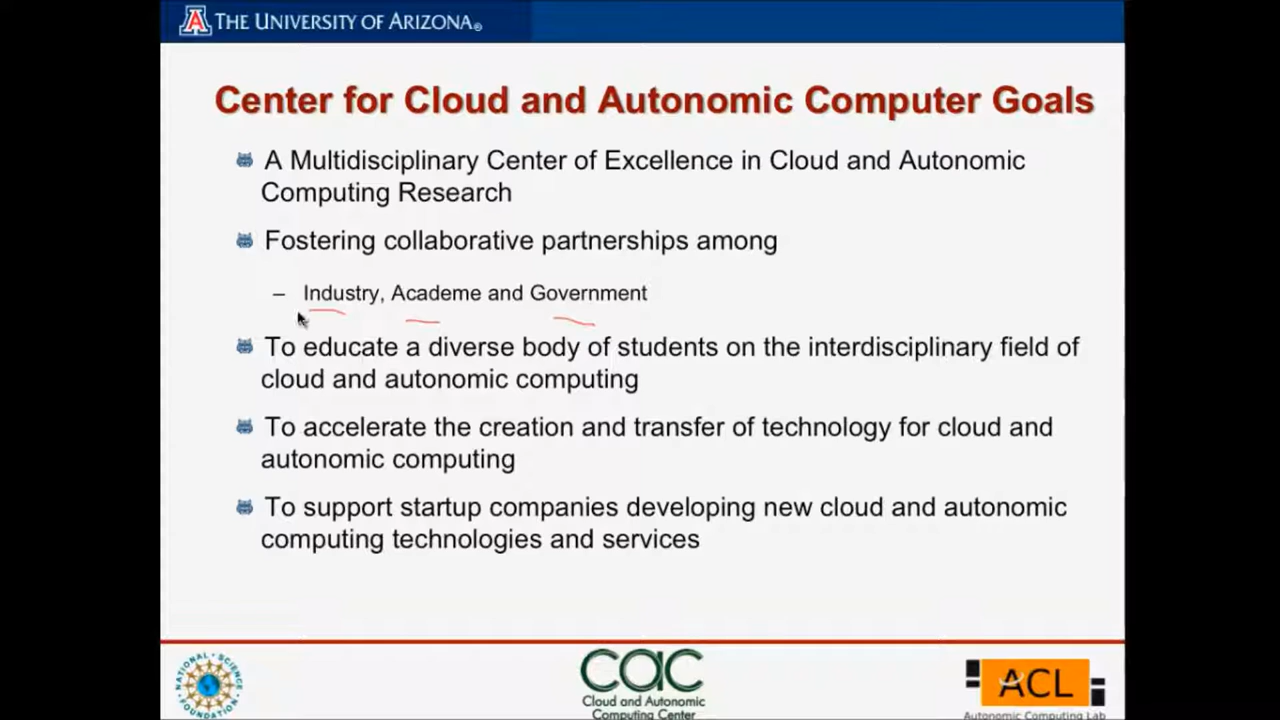 THE UNIVERSITY OF ARIZONA®
Center for Cloud and Autonomic Computer Goals
A Multidisciplinary Center of Excellence in Cloud and Autonomic
Computing Research
Fostering collaborative partnerships among
– Industry, Academe and Government
To educate a diverse body of students on the interdisciplinary field of
cloud and autonomic computing
To accelerate the creation and transfer of technology for cloud and
autonomic computing
To support startup companies developing new cloud and autonomic
computing technologies and services
NATIONAL SCIENCE FOUNDATION
cac
Cloud and Autonomic
Computing Center
ACL
Autonomic Computing Lab